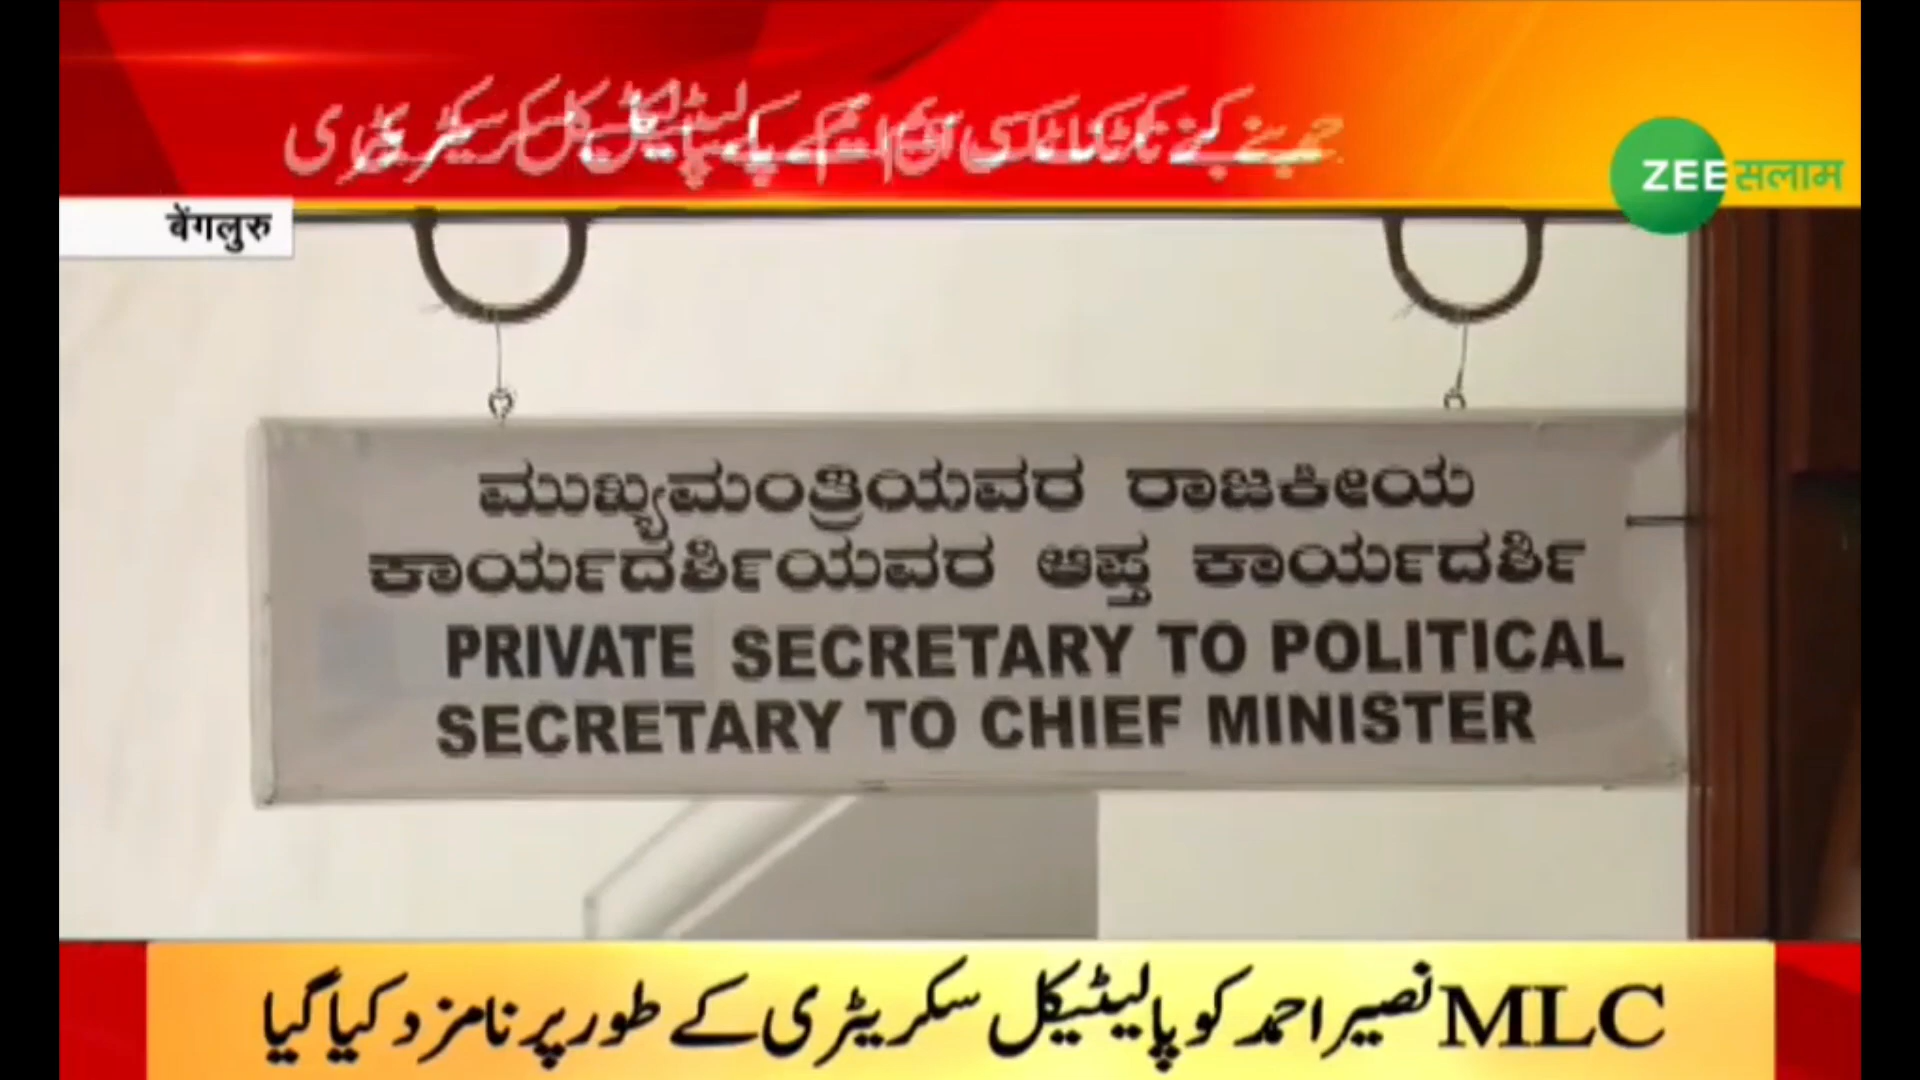 ZEE सलाम
बेंगलुरु
ಮುಖ್ಯಮಂತ್ರಿಯವರ ರಾಜಕೀಯ
ಕಾರ್ಯದರ್ಶಿಯವರ ಆಪ್ತ ಕಾರ್ಯದರ್ಶಿ
PRIVATE SECRETARY TO POLITICAL
SECRETARY TO CHIEF MINISTER
MLC نصیر احمد کو پالیٹیکل سکریٹری کے طور پر نامزد کیا گیا